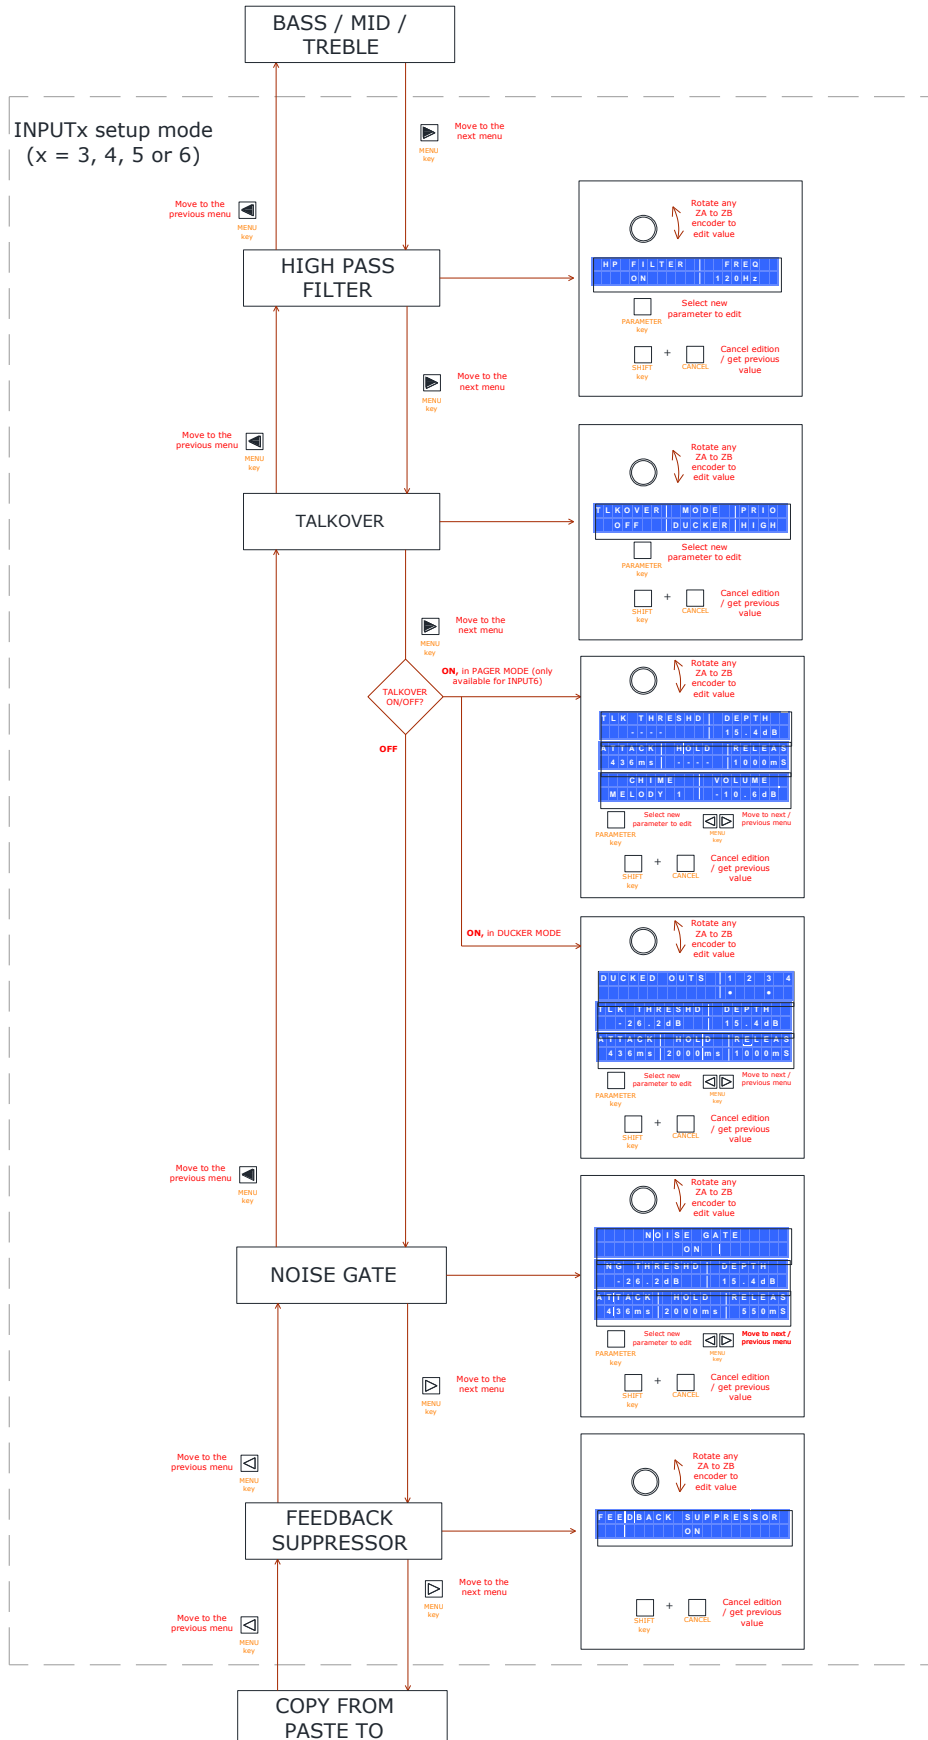 BASS / MID /
TREBLE
INPUTx setup mode
(x = 3, 4, 5 or 6)
Move to the
next menu
MENU
key
Move to the
previous menu
MENU
key
HIGH PASS
FILTER
Rotate any
ZA to ZB
encoder to
edit value
HP FILTER FREQ
ON 120Hz
PARAMETER
key
Select new
parameter to edit
SHIFT
key
+
CANCEL
Cancel edition
/ get previous
value
Move to the
next menu
MENU
key
Move to the
previous menu
MENU
key
TALKOVER
Rotate any
ZA to ZB
encoder to
edit value
TLKOVER MODE PRIO
OFF DUCKER HIGH
PARAMETER
key
Select new
parameter to edit
SHIFT
key
+
CANCEL
Cancel edition
/ get previous
value
Move to the
next menu
MENU
key
TALKOVER
ON/OFF?
ON, in PAGER MODE (only
available for INPUT6)
OFF
Rotate any
ZA to ZB
encoder to
edit value
TLK THRESHD DEPTH
---- 15.4dB
ATTACK HOLD RELEAS
436ms ---- 1000mS
CHIME VOLUME
MELODY 1 -10.6dB
PARAMETER
key
Select new
parameter to edit
MENU
key
Move to next /
previous menu
SHIFT
key
+
CANCEL
Cancel edition
/ get previous
value
ON, in DUCKER MODE
Rotate any
ZA to ZB
encoder to
edit value
DUCKED OUTS 1 2 3 4
• •
TLK THRESHD DEPTH
-26.2dB 15.4dB
ATTACK HOLD RELEAS
436ms 2000ms 1000mS
PARAMETER
key
Select new
parameter to edit
MENU
key
Move to next /
previous menu
SHIFT
key
+
CANCEL
Cancel edition
/ get previous
value
Move to the
previous menu
MENU
key
NOISE GATE
Rotate any
ZA to ZB
encoder to
edit value
NOISE GATE
ON
NG THRESHD DEPTH
-26.2dB 15.4dB
ATTACK HOLD RELEAS
436ms 2000ms 550mS
PARAMETER
key
Select new
parameter to edit
MENU
key
Move to next /
previous menu
SHIFT
key
+
CANCEL
Cancel edition
/ get previous
value
Move to the
next menu
MENU
key
Move to the
previous menu
MENU
key
FEEDBACK
SUPPRESSOR
Rotate any
ZA to ZB
encoder to
edit value
FEEDBACK SUPPRESSOR
ON
SHIFT
key
+
CANCEL
Cancel edition
/ get previous
value
Move to the
next menu
MENU
key
Move to the
previous menu
MENU
key
COPY FROM
PASTE TO